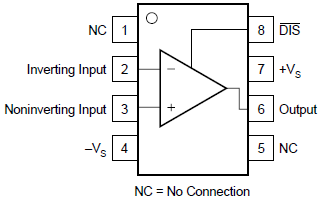 NC 1
8 D̅I̅S̅
Inverting Input 2
−
7 +Vs
Noninverting Input 3
+
6 Output
–Vs 4
5 NC
NC = No Connection